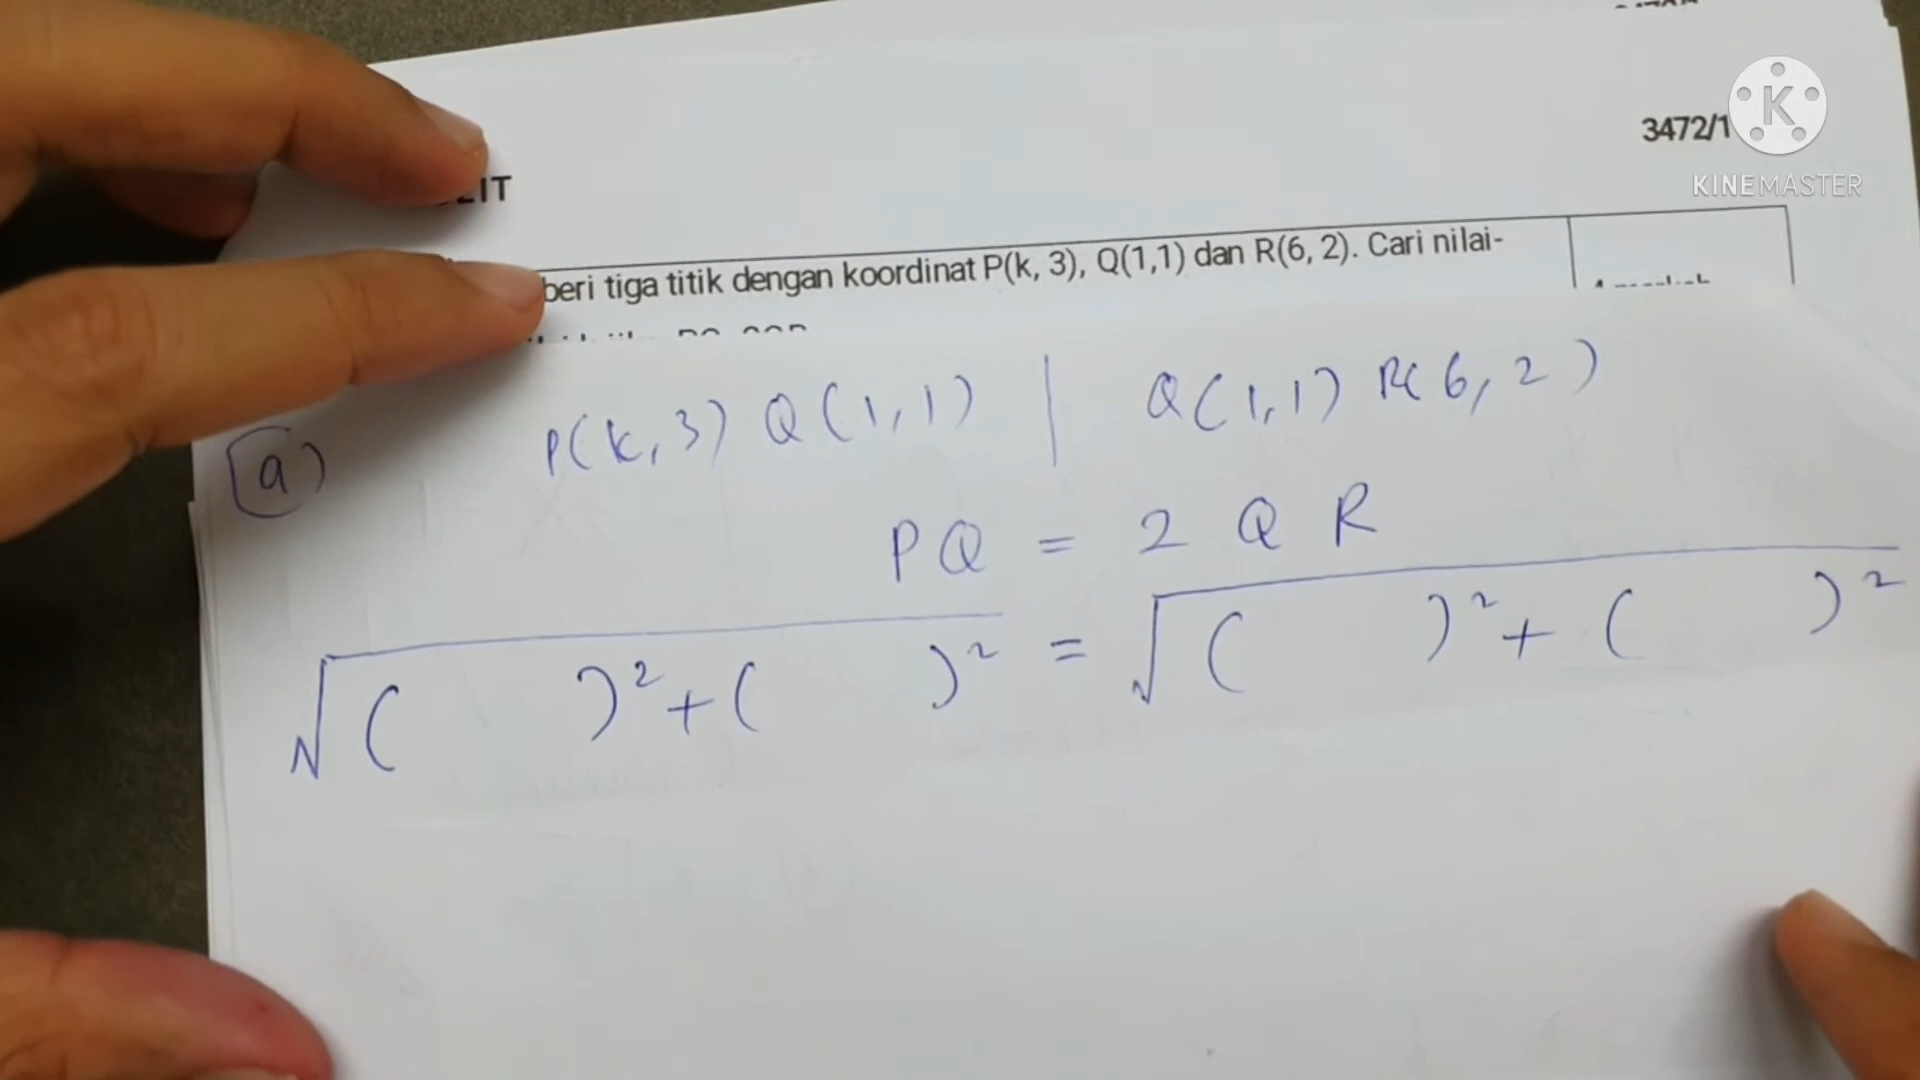 3472/1
KINEMASTER
beri tiga titik dengan koordinat P(k, 3), Q(1,1) dan R(6, 2). Cari nilai-
P(k, 3) Q(1, 1) | Q(1, 1) R(6, 2)
(a)
PQ = 2 QR
√( )² + ( )² = √( )² + ( )²